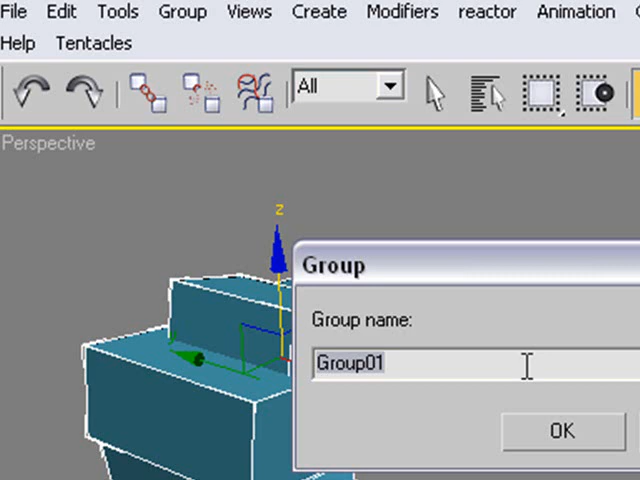 File Edit Tools Group Views Create Modifiers reactor Animation
Help Tentacles
All
Perspective
z
Group
Group name:
Group01
OK